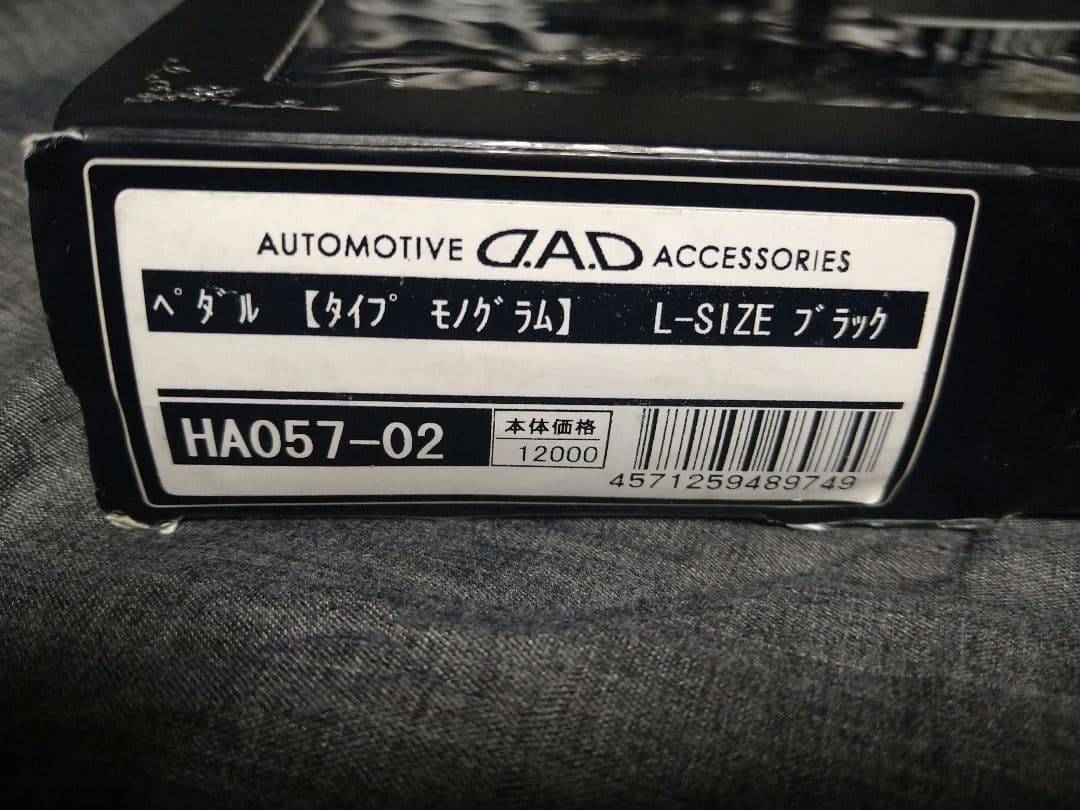 AUTOMOTIVE D.A.D ACCESSORIES
ﾍﾟﾀﾞﾙ 【ﾀｲﾌﾟ ﾓﾉｸﾞﾗﾑ】 L-SIZE ﾌﾞﾗｯｸ
HA057-02
本体価格
12000
4571259489749